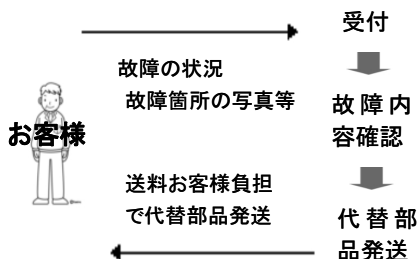 受付
故障の状況
故障箇所の写真等
故障内
容確認
お客様
送料お客様負担
で代替部品発送
代替部
品発送